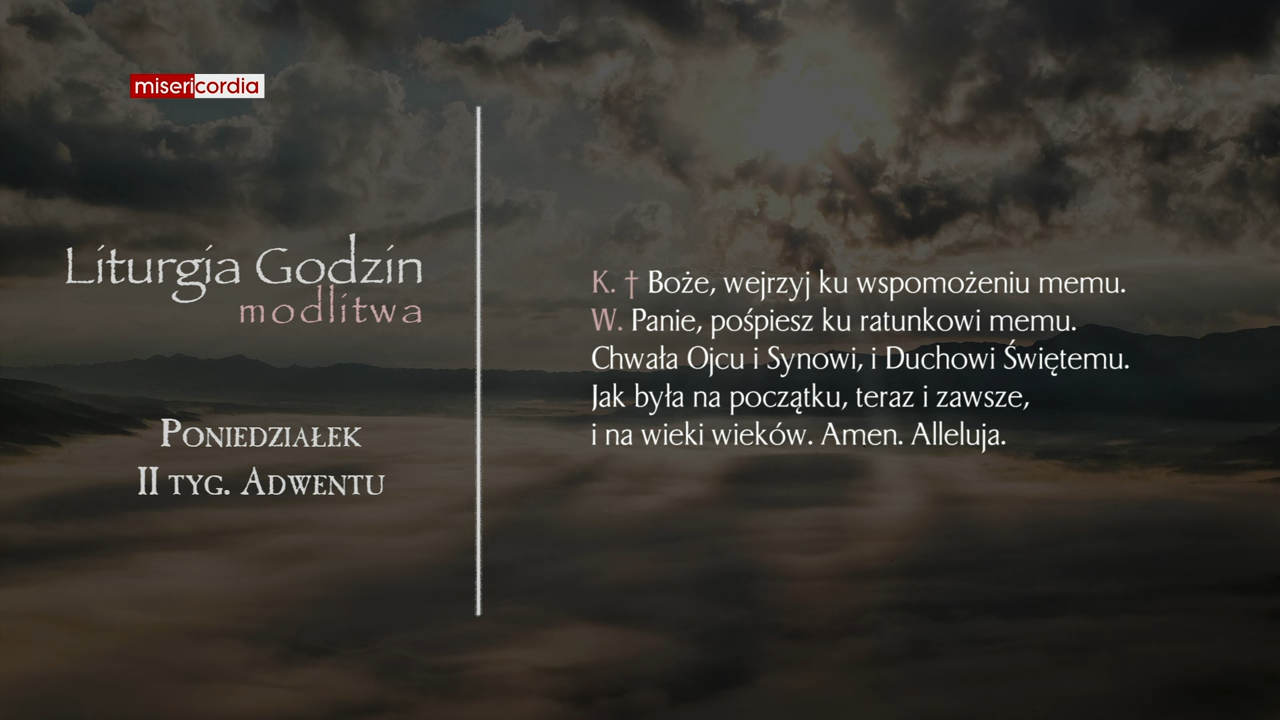 misericordia
Liturgia Godzin
modlitwa
Poniedziałek
II tyg. Adwentu
K. † Boże, wejrzyj ku wspomożeniu memu.
W. Panie, pośpiesz ku ratunkowi memu.
Chwała Ojcu i Synowi, i Duchowi Świętemu.
Jak była na początku, teraz i zawsze,
i na wieki wieków. Amen. Alleluja.